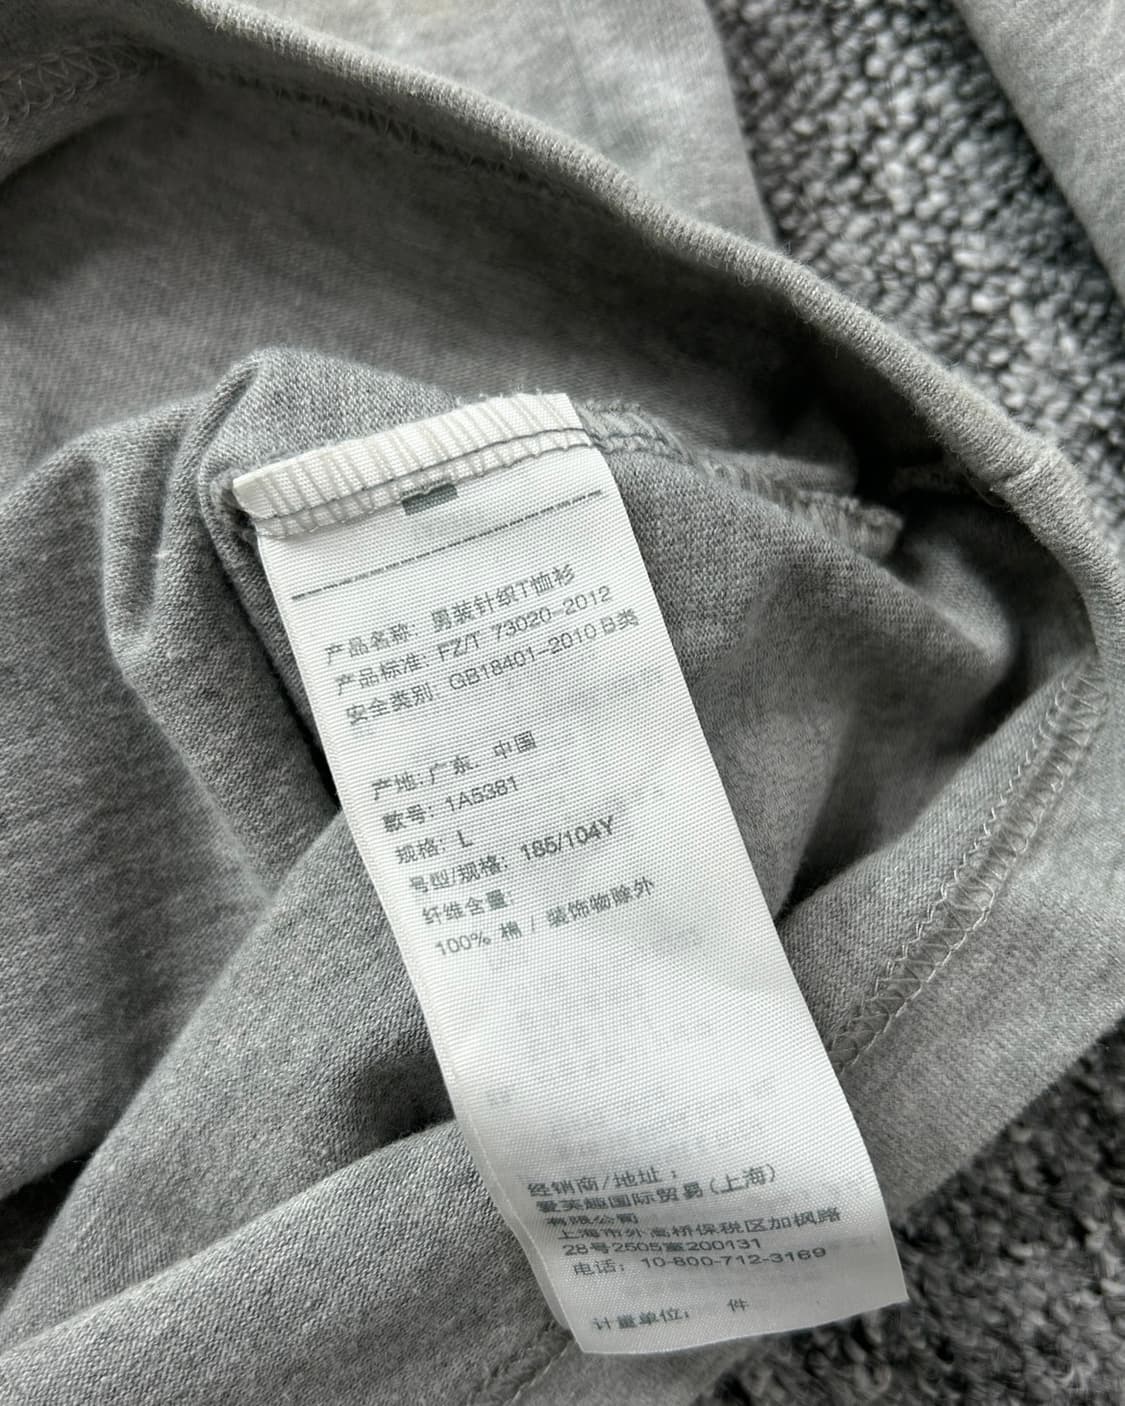 产品名称: 男装针织T恤衫
产品标准: FZ/T 73020-2012
安全类别: GB18401-2010 B类
产地: 广东, 中国
款号: 1A5381
规格: L
号型/规格: 185/104Y
纤维含量:
100% 棉 / 装饰物除外
经销商/地址:
爱芙趣国际贸易(上海)
有限公司
上海市外高桥保税区加枫路
28号2505室200131
电话: 10-800-712-3169
计量单位: 件